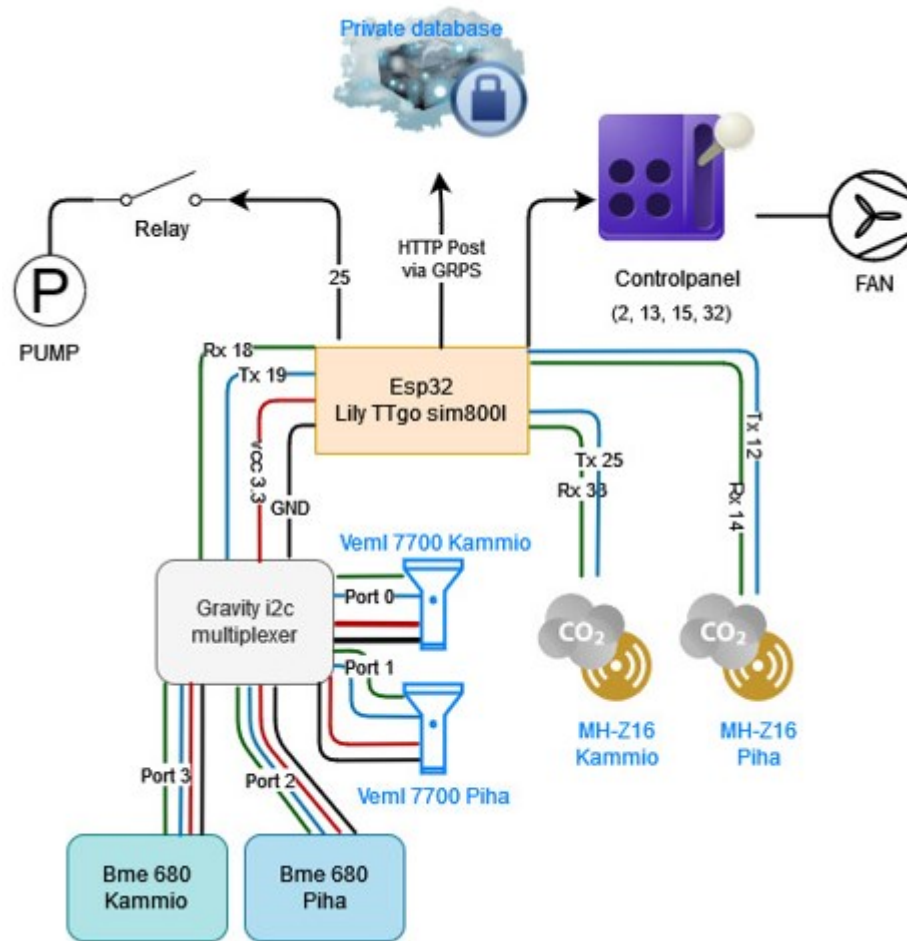 Private database
Relay
25
HTTP Post
via GRPS
Controlpanel
(2, 13, 15, 32)
FAN
P
PUMP
Rx 18
Tx 19
vcc 3.3
GND
Esp32
Lily TTgo sim800l
Tx 25
Rx 33
Tx 12
Rx 14
Veml 7700 Kammio
Gravity i2c
multiplexer
Port 0
Port 1
CO2
CO2
MH-Z16
Kammio
MH-Z16
Piha
Veml 7700 Piha
Port 3
Port 2
Bme 680
Kammio
Bme 680
Piha